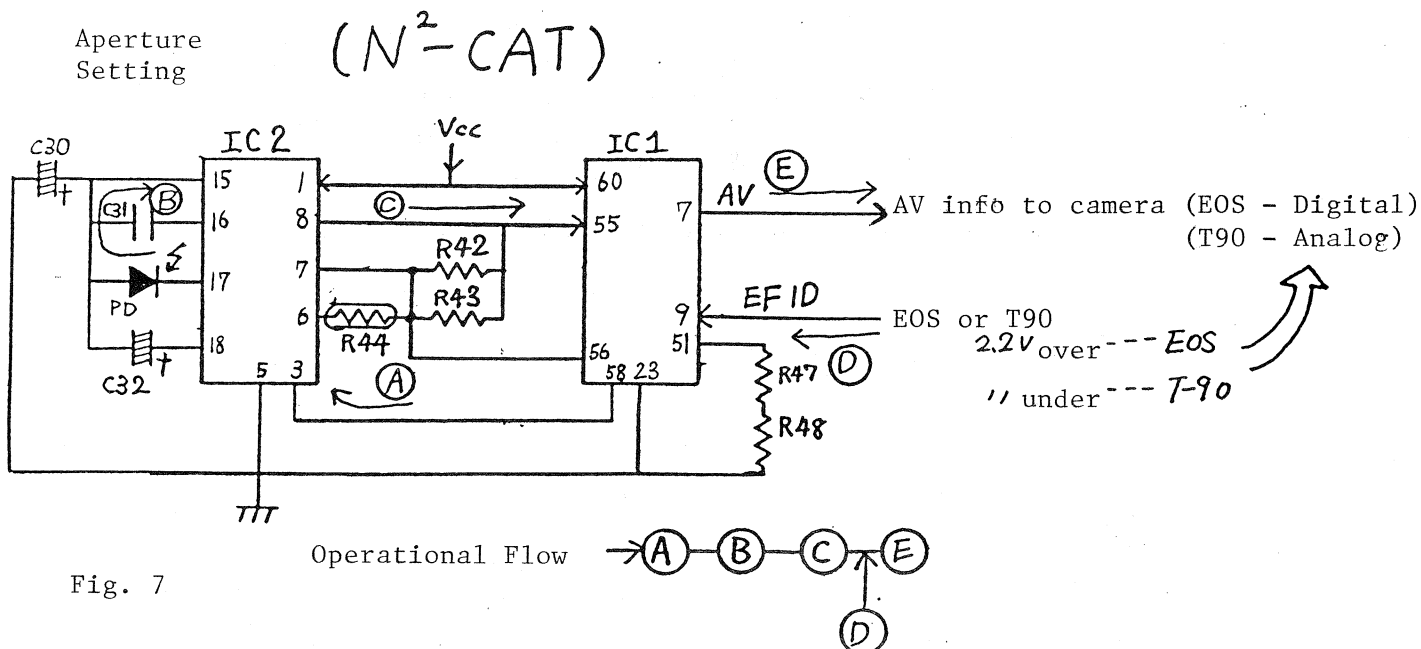 Aperture
Setting
(N²-CAT)
C30
+
IC2
Vcc
IC1
15
1
60
E
C31
B
C
AV
AV info to camera (EOS - Digital)
(T90 - Analog)
16
8
55
7
R42
17
7
PD
R43
EF ID
6
9
EOS or T90
R44
51
D
2.2V over --- EOS
18
+
C32
56
R47
5 3
A
58 23
〃 under --- T-90
R48
Operational Flow
A B C E
D
Fig. 7